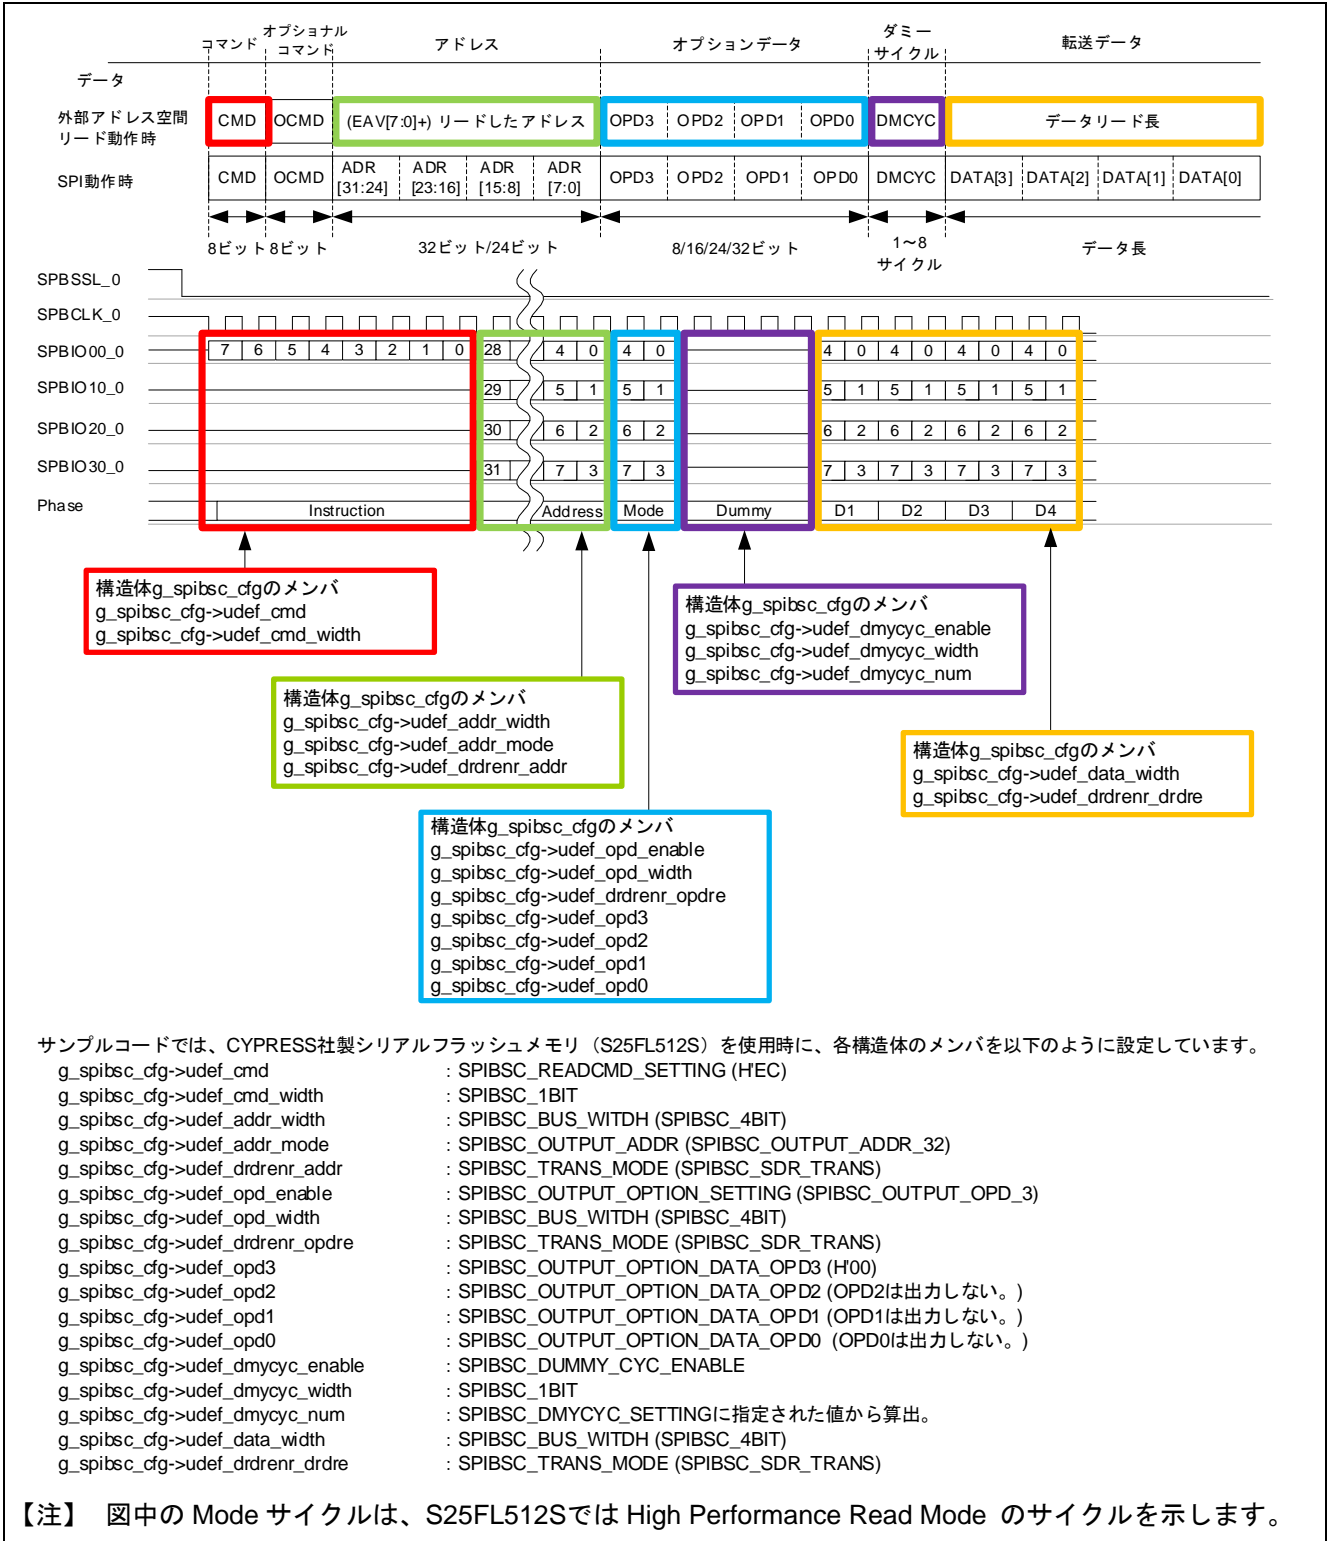 コマンド オプショナル コマンド アドレス オプションデータ ダミー サイクル 転送データ
データ
外部アドレス空間 リード動作時 CMD OCMD (EAV[7:0]+) リードしたアドレス OPD3 OPD2 OPD1 OPD0 DMCYC データリード長
SPI動作時 CMD OCMD ADR [31:24] ADR [23:16] ADR [15:8] ADR [7:0] OPD3 OPD2 OPD1 OPD0 DMCYC DATA[3] DATA[2] DATA[1] DATA[0]
8ビット 8ビット 32ビット/24ビット 8/16/24/32ビット 1～8 サイクル データ長
SPBSSL_0
SPBCLK_0
SPBIO00_0 7 6 5 4 3 2 1 0 28 4 0 4 0 4 0 4 0 4 0 4 0
SPBIO10_0 29 5 1 5 1 5 1 5 1 5 1 5 1
SPBIO20_0 30 6 2 6 2 6 2 6 2 6 2 6 2
SPBIO30_0 31 7 3 7 3 7 3 7 3 7 3 7 3
Phase Instruction Address Mode Dummy D1 D2 D3 D4
構造体g_spibsc_cfgのメンバ
g_spibsc_cfg->udef_cmd
g_spibsc_cfg->udef_cmd_width
構造体g_spibsc_cfgのメンバ
g_spibsc_cfg->udef_dmycyc_enable
g_spibsc_cfg->udef_dmycyc_width
g_spibsc_cfg->udef_dmycyc_num
構造体g_spibsc_cfgのメンバ
g_spibsc_cfg->udef_addr_width
g_spibsc_cfg->udef_addr_mode
g_spibsc_cfg->udef_drdrenr_addr
構造体g_spibsc_cfgのメンバ
g_spibsc_cfg->udef_data_width
g_spibsc_cfg->udef_drdrenr_drdre
構造体g_spibsc_cfgのメンバ
g_spibsc_cfg->udef_opd_enable
g_spibsc_cfg->udef_opd_width
g_spibsc_cfg->udef_drdrenr_opdre
g_spibsc_cfg->udef_opd3
g_spibsc_cfg->udef_opd2
g_spibsc_cfg->udef_opd1
g_spibsc_cfg->udef_opd0
サンプルコードでは、CYPRESS社製シリアルフラッシュメモリ（S25FL512S）を使用時に、各構造体のメンバを以下のように設定しています。
g_spibsc_cfg->udef_cmd : SPIBSC_READCMD_SETTING (H'EC)
g_spibsc_cfg->udef_cmd_width : SPIBSC_1BIT
g_spibsc_cfg->udef_addr_width : SPIBSC_BUS_WITDH (SPIBSC_4BIT)
g_spibsc_cfg->udef_addr_mode : SPIBSC_OUTPUT_ADDR (SPIBSC_OUTPUT_ADDR_32)
g_spibsc_cfg->udef_drdrenr_addr : SPIBSC_TRANS_MODE (SPIBSC_SDR_TRANS)
g_spibsc_cfg->udef_opd_enable : SPIBSC_OUTPUT_OPTION_SETTING (SPIBSC_OUTPUT_OPD_3)
g_spibsc_cfg->udef_opd_width : SPIBSC_BUS_WITDH (SPIBSC_4BIT)
g_spibsc_cfg->udef_drdrenr_opdre : SPIBSC_TRANS_MODE (SPIBSC_SDR_TRANS)
g_spibsc_cfg->udef_opd3 : SPIBSC_OUTPUT_OPTION_DATA_OPD3 (H'00)
g_spibsc_cfg->udef_opd2 : SPIBSC_OUTPUT_OPTION_DATA_OPD2 (OPD2は出力しない。)
g_spibsc_cfg->udef_opd1 : SPIBSC_OUTPUT_OPTION_DATA_OPD1 (OPD1は出力しない。)
g_spibsc_cfg->udef_opd0 : SPIBSC_OUTPUT_OPTION_DATA_OPD0 (OPD0は出力しない。)
g_spibsc_cfg->udef_dmycyc_enable : SPIBSC_DUMMY_CYC_ENABLE
g_spibsc_cfg->udef_dmycyc_width : SPIBSC_1BIT
g_spibsc_cfg->udef_dmycyc_num : SPIBSC_DMYCYC_SETTINGに指定された値から算出。
g_spibsc_cfg->udef_data_width : SPIBSC_BUS_WITDH (SPIBSC_4BIT)
g_spibsc_cfg->udef_drdrenr_drdre : SPIBSC_TRANS_MODE (SPIBSC_SDR_TRANS)
【注】 図中の Mode サイクルは、S25FL512Sでは High Performance Read Mode のサイクルを示します。